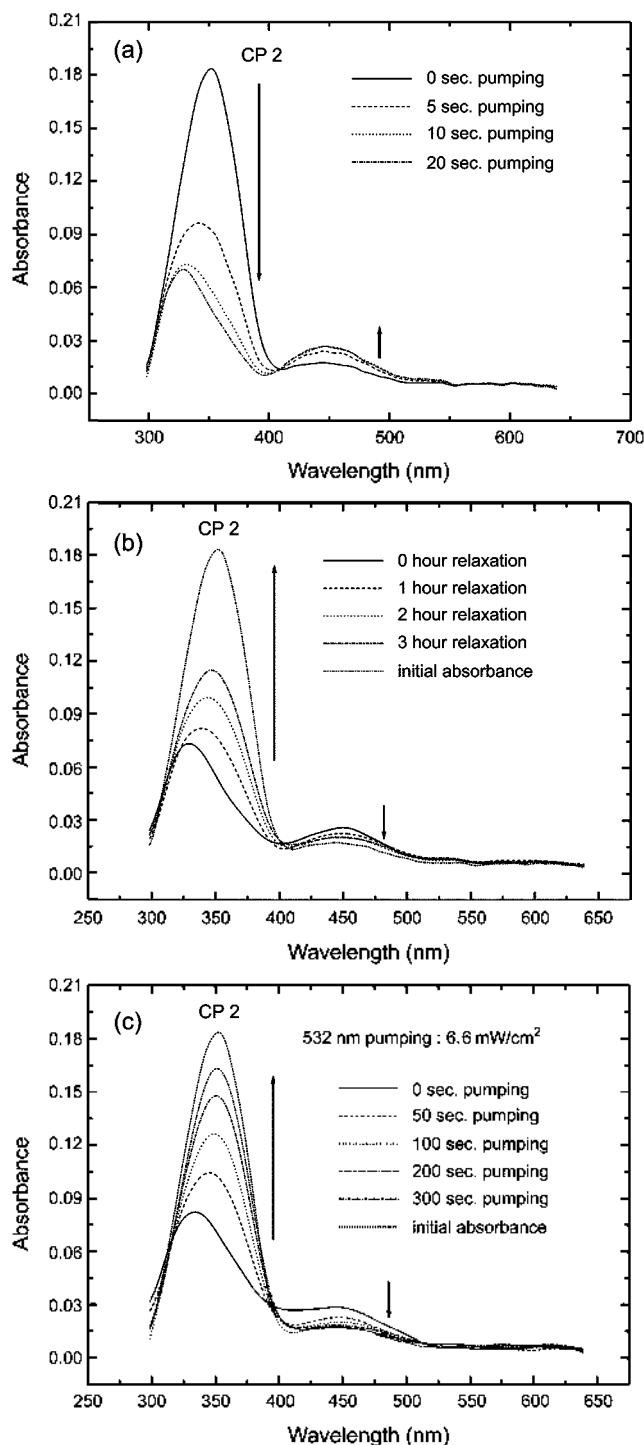 0.21
(a)
CP 2
0.18
0 sec. pumping
5 sec. pumping
0.15
10 sec. pumping
20 sec. pumping
0.12
Absorbance
0.09
0.06
0.03
0.00
300 400 500 600 700
Wavelength (nm)
0.21
(b)
CP 2
0.18
0 hour relaxation
1 hour relaxation
0.15
2 hour relaxation
3 hour relaxation
0.12
initial absorbance
Absorbance
0.09
0.06
0.03
0.00
250 300 350 400 450 500 550 600 650
Wavelength (nm)
0.21
(c)
CP 2
532 nm pumping : 6.6 mW/cm²
0.18
0 sec. pumping
0.15
50 sec. pumping
100 sec. pumping
0.12
200 sec. pumping
300 sec. pumping
initial absorbance
Absorbance
0.09
0.06
0.03
0.00
250 300 350 400 450 500 550 600 650
Wavelength (nm)